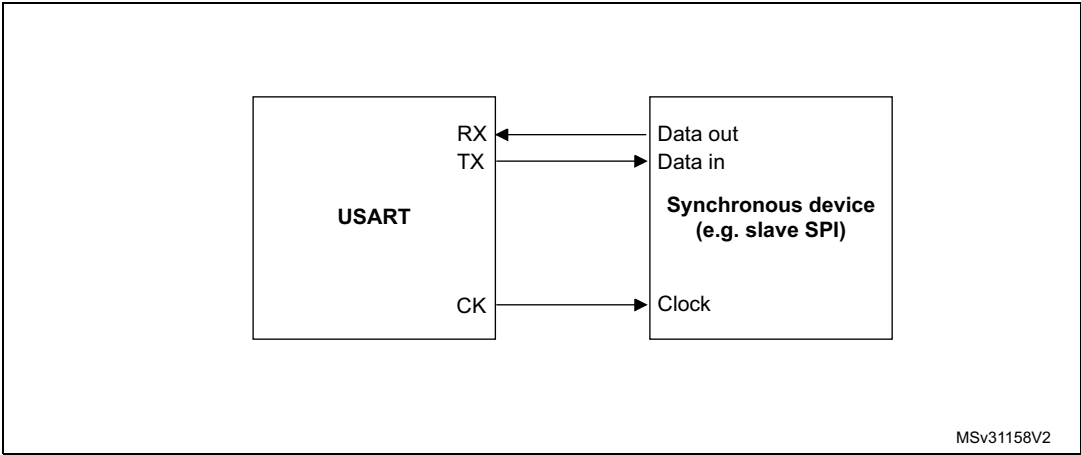 RX
Data out
TX
Data in
USART
Synchronous device
(e.g. slave SPI)
CK
Clock
MSv31158V2